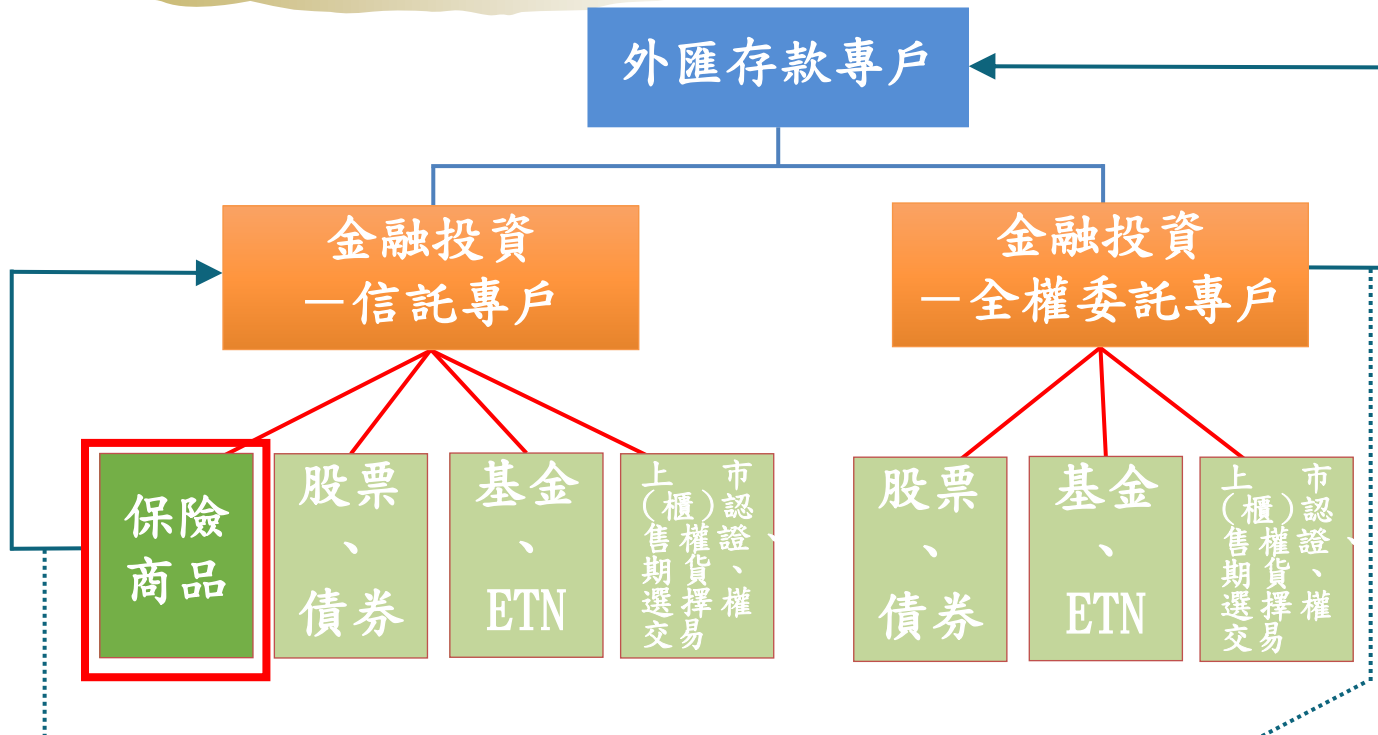 外匯存款專戶
金融投資
－信託專戶
金融投資
－全權委託專戶
保險
商品
股票
、
債券
基金
、
ETN
上市
(櫃)認
售權證、
期貨、
選擇權
交易
股票
、
債券
基金
、
ETN
上市
(櫃)認
售權證、
期貨、
選擇權
交易